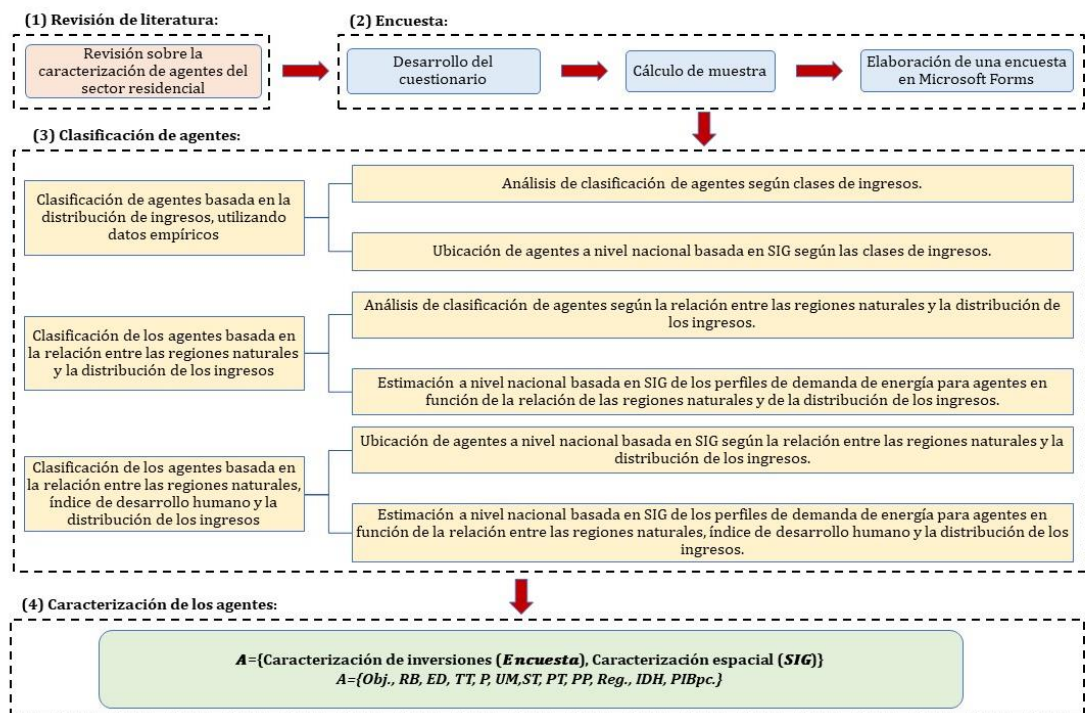 (1) Revisión de literatura:
Revisión sobre la
caracterización de agentes del
sector residencial
(2) Encuesta:
Desarrollo del
cuestionario
Cálculo de muestra
Elaboración de una encuesta
en Microsoft Forms
(3) Clasificación de agentes:
Clasificación de agentes basada en la
distribución de ingresos, utilizando
datos empíricos
Análisis de clasificación de agentes según clases de ingresos.
Ubicación de agentes a nivel nacional basada en SIG según las clases de ingresos.
Clasificación de los agentes basada en
la relación entre las regiones naturales
y la distribución de los ingresos
Análisis de clasificación de agentes según la relación entre las regiones naturales y la distribución de
los ingresos.
Estimación a nivel nacional basada en SIG de los perfiles de demanda de energía para agentes en
función de la relación de las regiones naturales y de la distribución de los ingresos.
Clasificación de los agentes basada en
la relación entre las regiones naturales,
índice de desarrollo humano y la
distribución de los ingresos
Ubicación de agentes a nivel nacional basada en SIG según la relación entre las regiones naturales y la
distribución de los ingresos.
Estimación a nivel nacional basada en SIG de los perfiles de demanda de energía para agentes en
función de la relación entre las regiones naturales, índice de desarrollo humano y la distribución de los
ingresos.
(4) Caracterización de los agentes:
A={Caracterización de inversiones (Encuesta), Caracterización espacial (SIG)}
A={Obj., RB, ED, TT, P, UM,ST, PT, PP, Reg., IDH, PIBpc.}